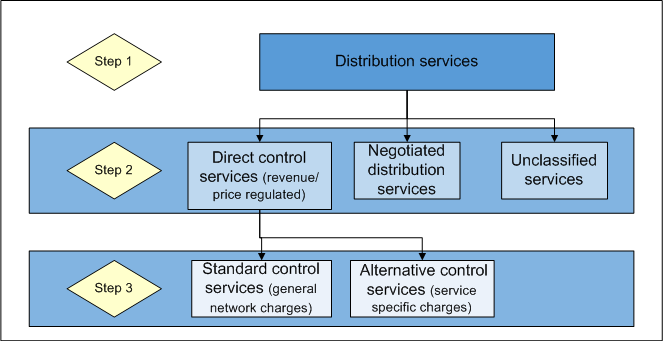 Step 1
Distribution services
Step 2
Direct control
services (revenue/
price regulated)
Negotiated
distribution
services
Unclassified
services
Step 3
Standard control
services (general
network charges)
Alternative control
services (service
specific charges)